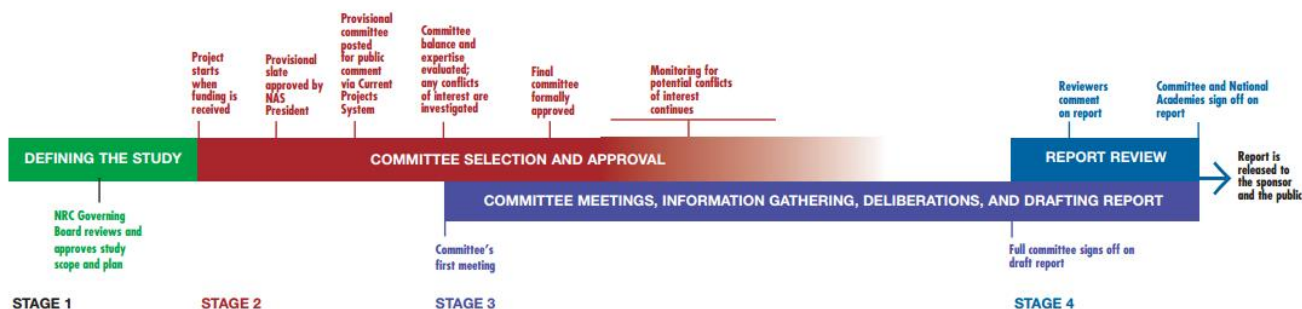 Project
starts
when
funding is
received
Provisional
slate
approved by
NAS
President
Provisional
committee
posted
for public
comment
via Current
Projects
System
Committee
balance and
expertise
evaluated;
any conflicts
of interest are
investigated
Final
committee
formally
approved
Monitoring for
potential conflicts
of interest
continues
Reviewers
comment
on report
Committee and National
Academies sign off on
report
DEFINING THE STUDY
COMMITTEE SELECTION AND APPROVAL
REPORT REVIEW
Report is
released to
the sponsor
and the public
COMMITTEE MEETINGS, INFORMATION GATHERING, DELIBERATIONS, AND DRAFTING REPORT
NRC Governing
Board reviews and
approves study
scope and plan
Committee's
first meeting
Full committee signs off on
draft report
STAGE 1
STAGE 2
STAGE 3
STAGE 4